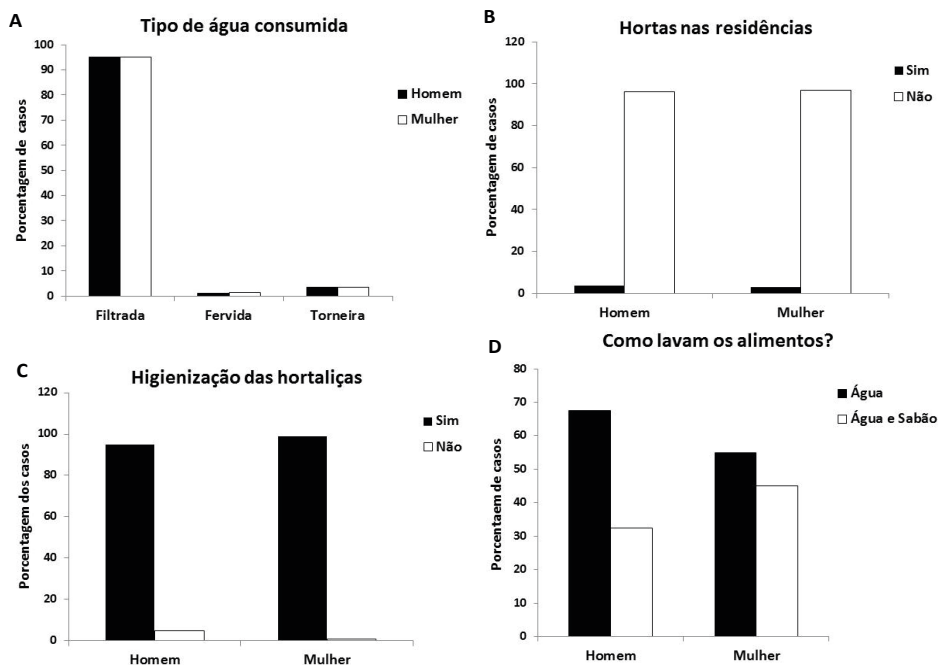 A
Tipo de água consumida
Porcentagem de casos
100
90
80
70
60
50
40
30
20
10
0
Filtrada
Fervida
Torneira
Homem
Mulher
B
Hortas nas residências
Porcentagem de casos
120
100
80
60
40
20
0
Homem
Mulher
Sim
Não
C
Higienização das hortaliças
Porcentagem dos casos
120
100
80
60
40
20
0
Homem
Mulher
Sim
Não
D
Como lavam os alimentos?
Porcentaem de casos
80
70
60
50
40
30
20
10
0
Homem
Mulher
Água
Água e Sabão